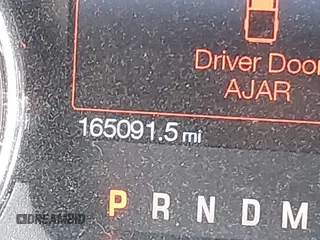 Driver Door
AJAR
165091.5 mi
P R N D M
DREAMBID